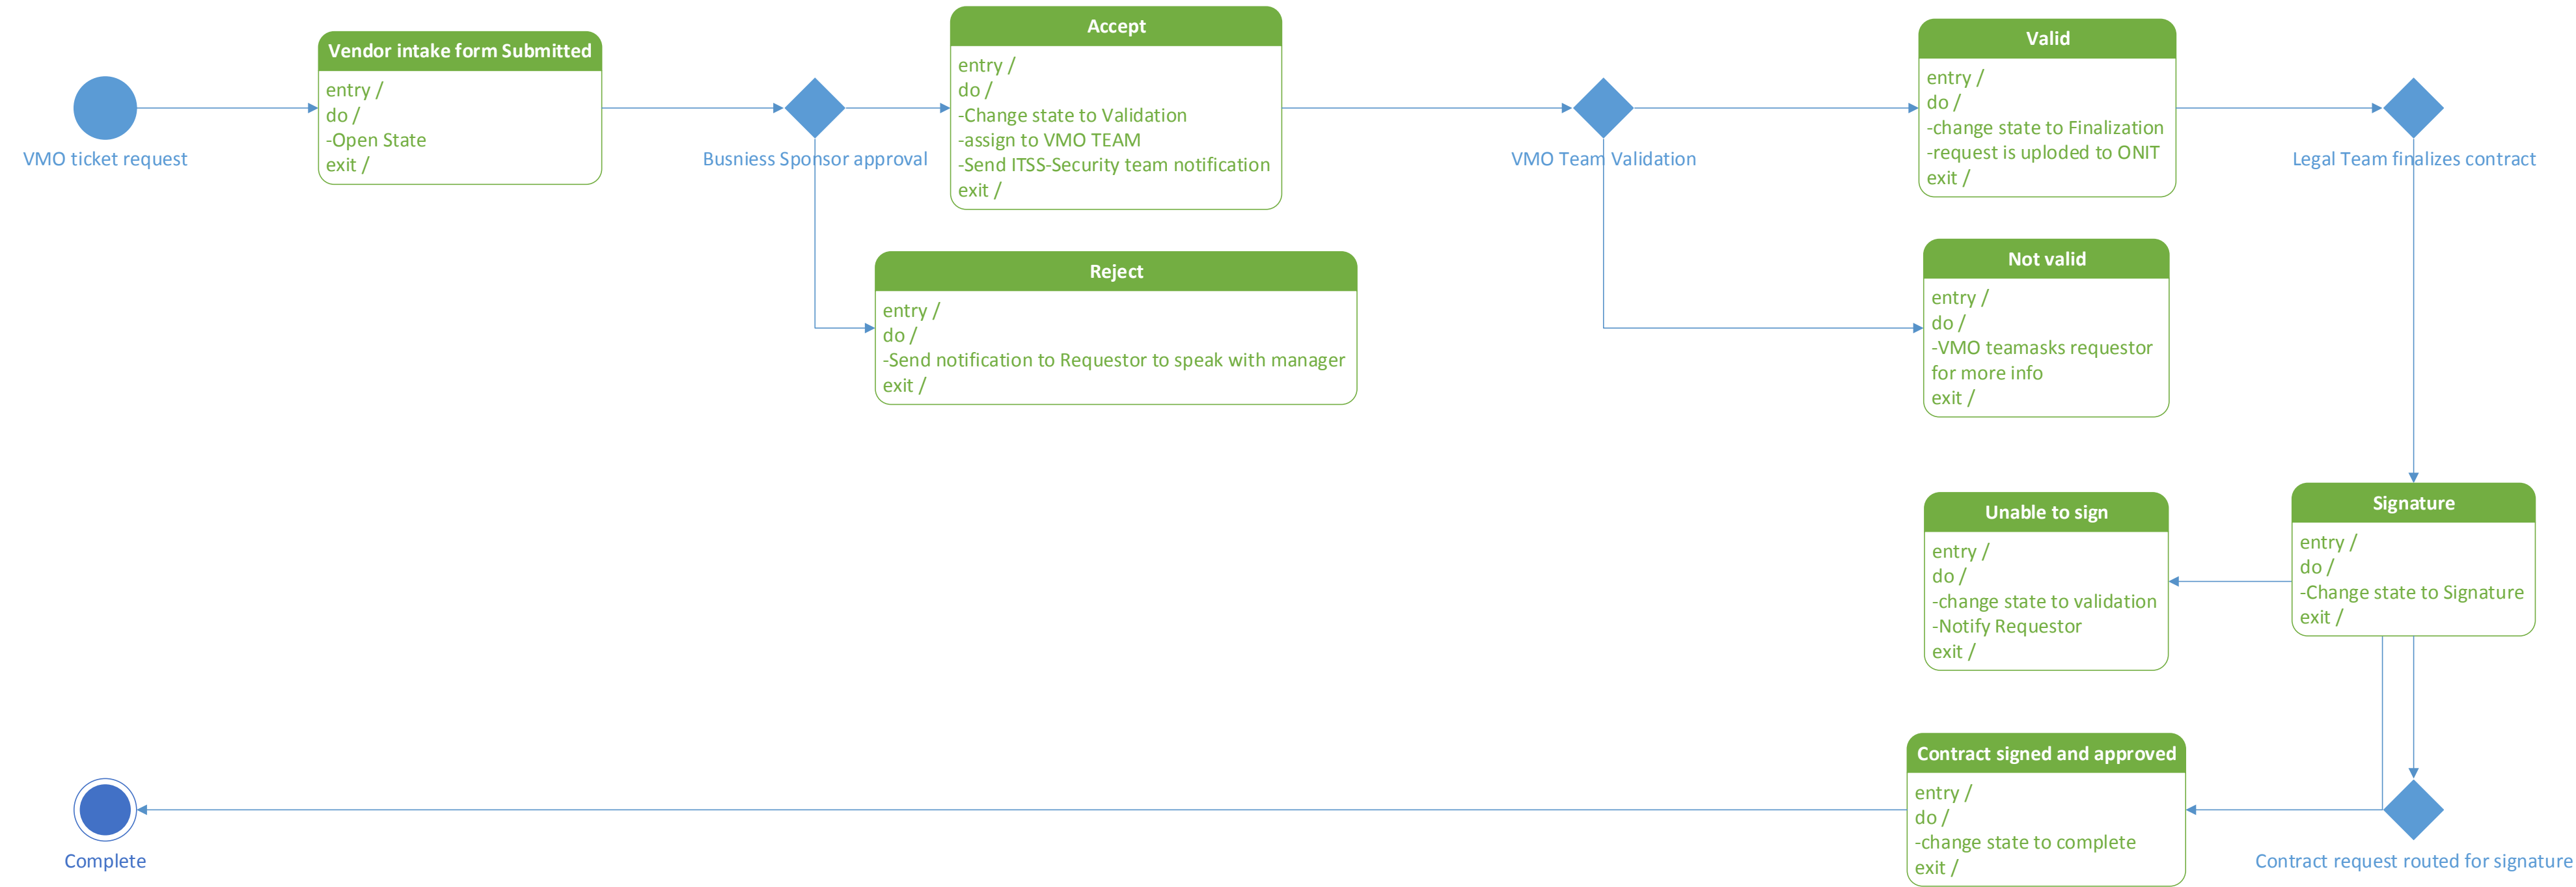 VMO ticket request
Vendor intake form Submitted
entry /
do /
-Open State
exit /
Busniess Sponsor approval
Accept
entry /
do /
-Change state to Validation
-assign to VMO TEAM
-Send ITSS-Security team notification
exit /
Reject
entry /
do /
-Send notification to Requestor to speak with manager
exit /
VMO Team Validation
Valid
entry /
do /
-change state to Finalization
-request is uploded to ONIT
exit /
Not valid
entry /
do /
-VMO teamasks requestor
for more info
exit /
Legal Team finalizes contract
Signature
entry /
do /
-Change state to Signature
exit /
Unable to sign
entry /
do /
-change state to validation
-Notify Requestor
exit /
Contract request routed for signature
Contract signed and approved
entry /
do /
-change state to complete
exit /
Complete